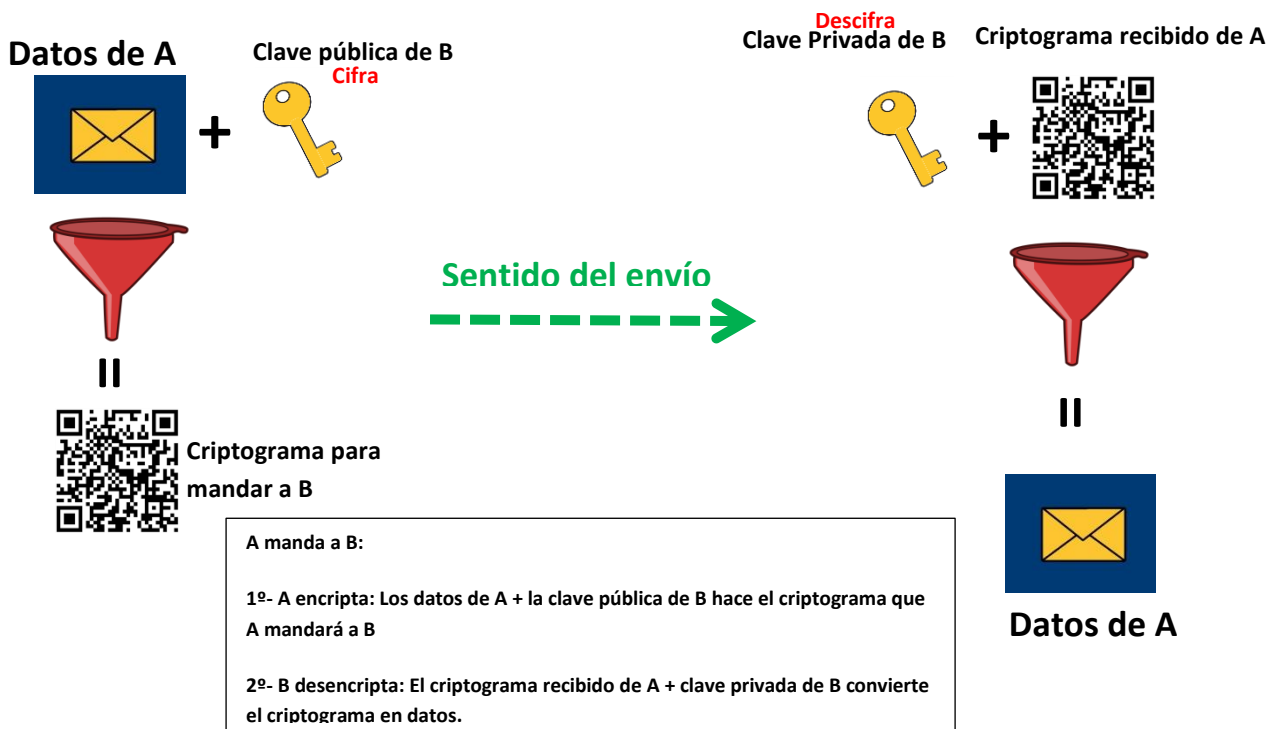 Datos de A
Clave pública de B
Cifra
+
=
Criptograma para
mandar a B
Sentido del envío
Descifra
Clave Privada de B
Criptograma recibido de A
+
=
Datos de A
A manda a B:
1º- A encripta: Los datos de A + la clave pública de B hace el criptograma que
A mandará a B
2º- B desencripta: El criptograma recibido de A + clave privada de B convierte
el criptograma en datos.